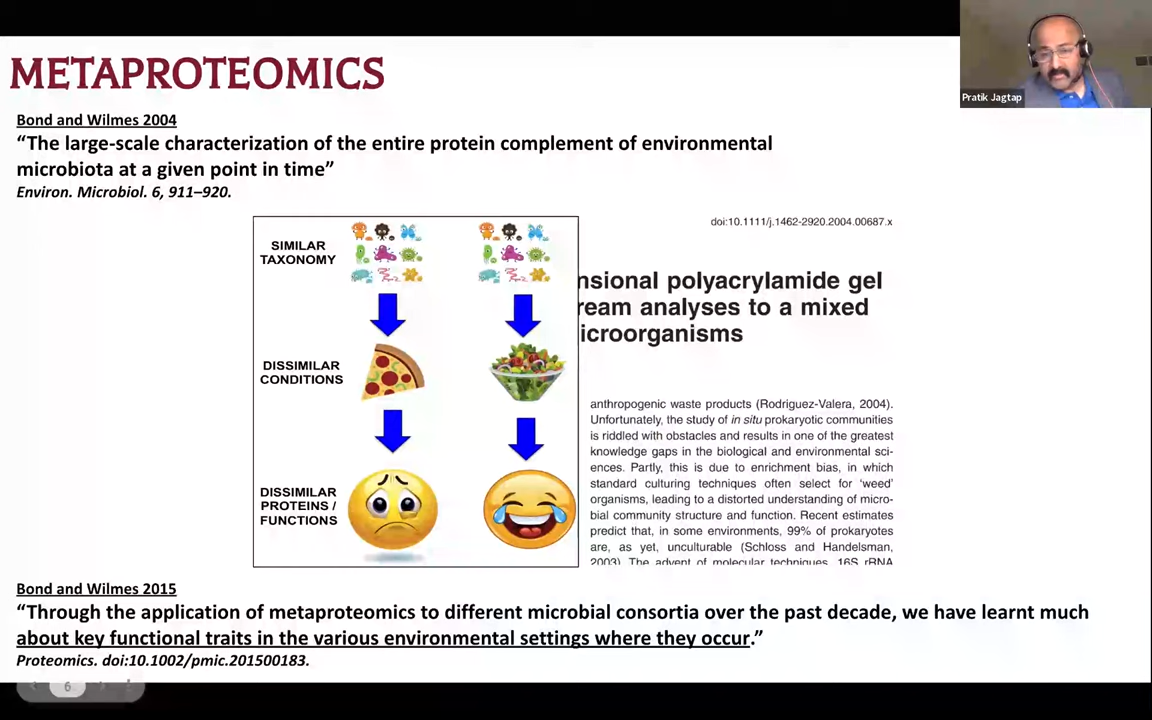 METAPROTEOMICS
Pratik Jagtap
Bond and Wilmes 2004
“The large-scale characterization of the entire protein complement of environmental
microbiota at a given point in time”
Environ. Microbiol. 6, 911–920.
SIMILAR
TAXONOMY
DISSIMILAR
CONDITIONS
DISSIMILAR
PROTEINS /
FUNCTIONS
doi:10.1111/j.1462-2920.2004.00687.x
nsional polyacrylamide gel
ream analyses to a mixed
icroorganisms
anthropogenic waste products (Rodriguez-Valera, 2004).
Unfortunately, the study of in situ prokaryotic communities
is riddled with obstacles and results in one of the greatest
knowledge gaps in the biological and environmental sci-
ences. Partly, this is due to enrichment bias, in which
standard culturing techniques often select for ‘weed’
organisms, leading to a distorted understanding of micro-
bial community structure and function. Recent estimates
predict that, in some environments, 99% of prokaryotes
are, as yet, unculturable (Schloss and Handelsman,
2003). The advent of molecular techniques, 16S rRNA
Bond and Wilmes 2015
“Through the application of metaproteomics to different microbial consortia over the past decade, we have learnt much
about key functional traits in the various environmental settings where they occur.”
Proteomics. doi:10.1002/pmic.201500183.
6